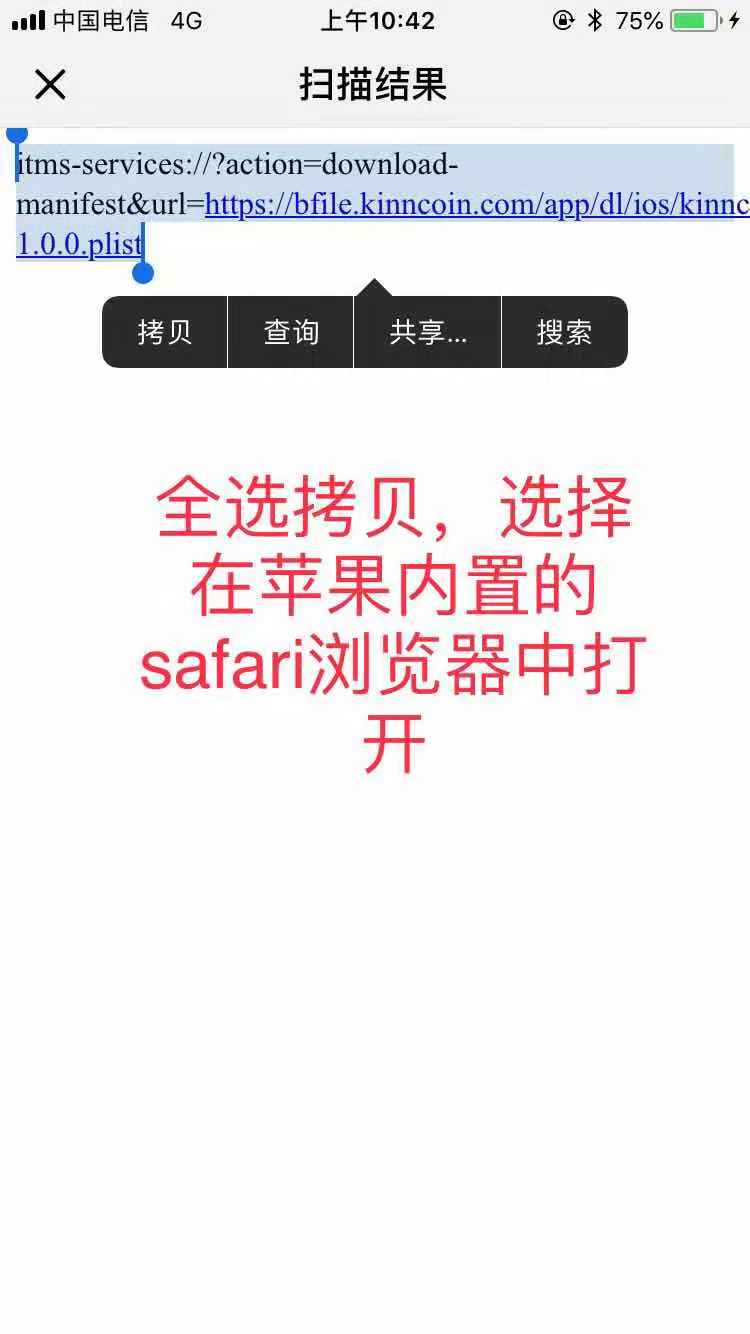 中国电信 4G 上午10:42 75%
扫描结果
itms-services://?action=download-
manifest&url=https://bfile.kinncoin.com/app/dl/ios/kinnc
1.0.0.plist
拷贝 查询 共享... 搜索
全选拷贝，选择
在苹果内置的
safari浏览器中打
开